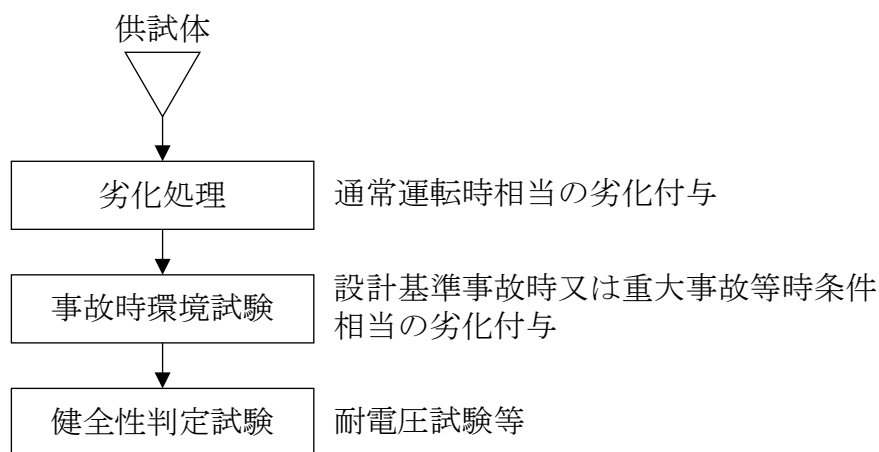 供試体
劣化処理
通常運転時相当の劣化付与
事故時環境試験
設計基準事故時又は重大事故等時条件
相当の劣化付与
健全性判定試験
耐電圧試験等